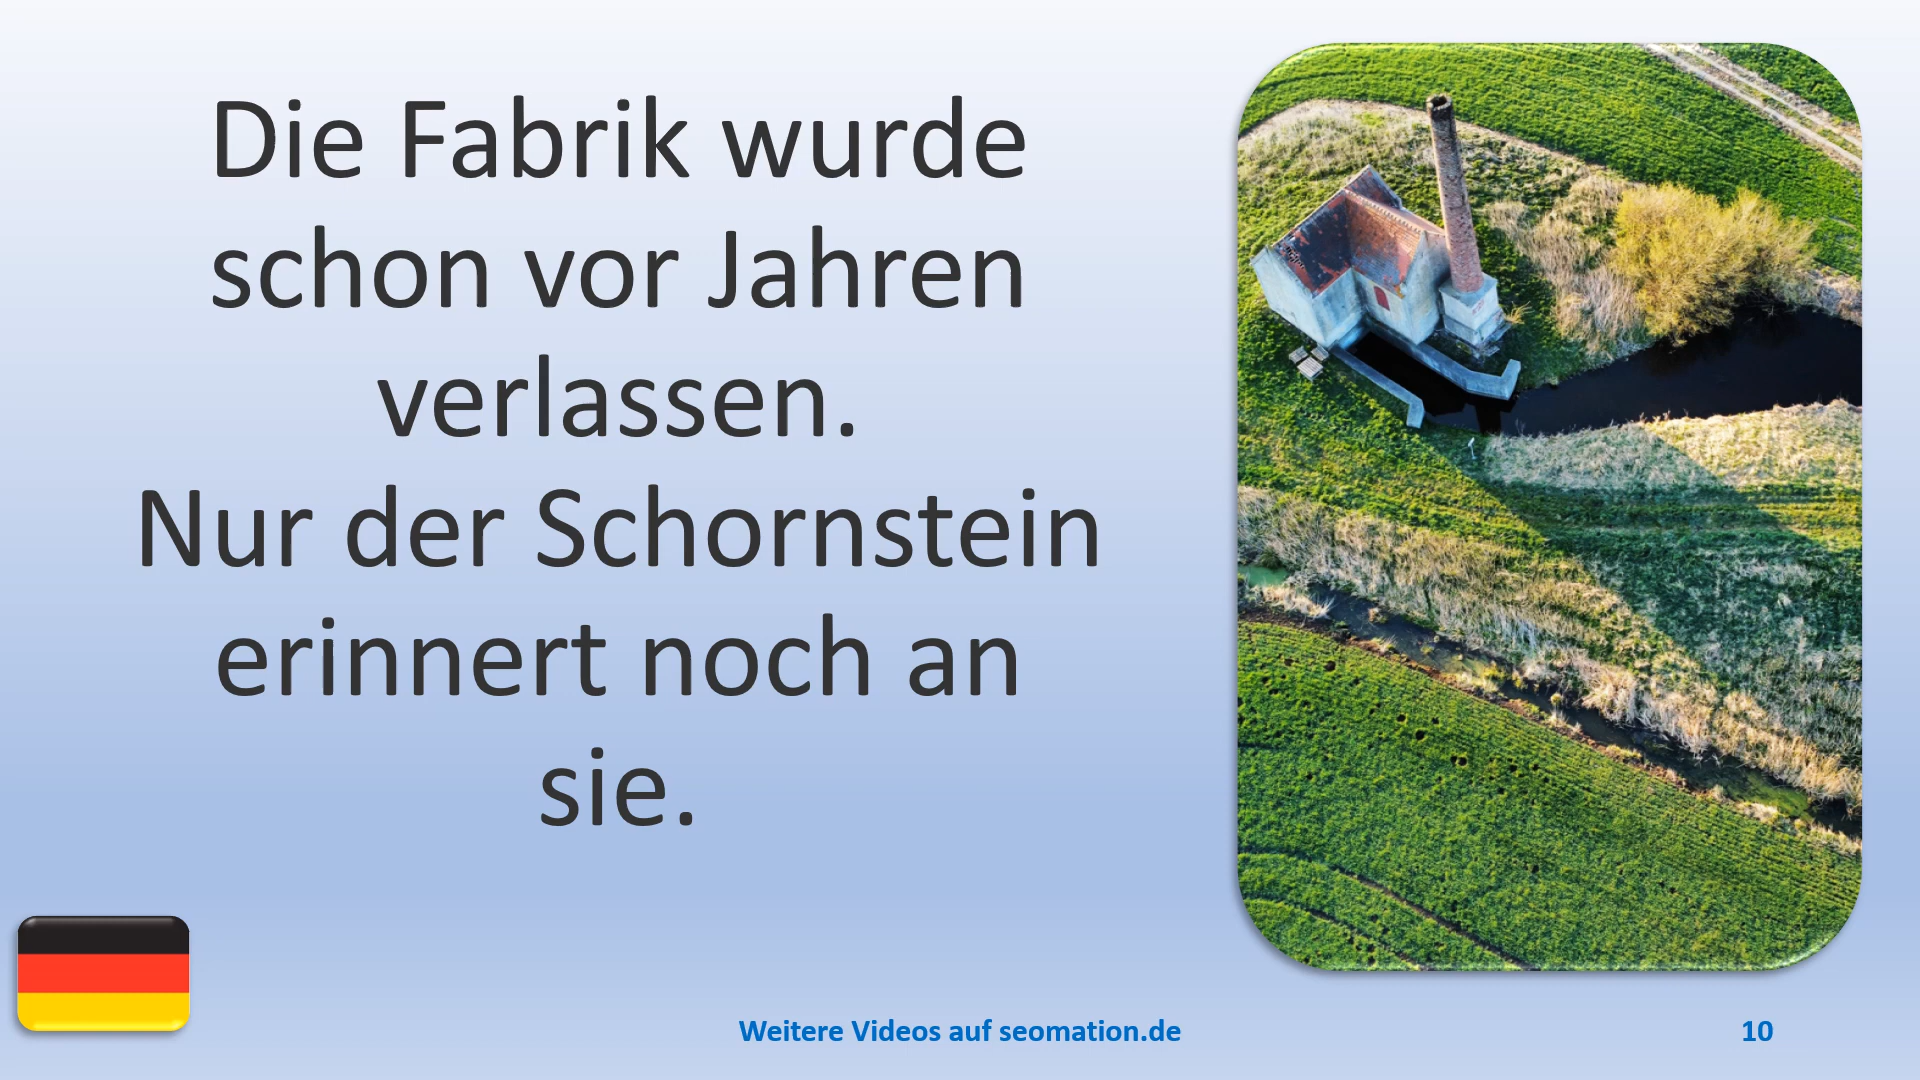 Die Fabrik wurde
schon vor Jahren
verlassen.
Nur der Schornstein
erinnert noch an
sie.
Weitere Videos auf seomation.de
10